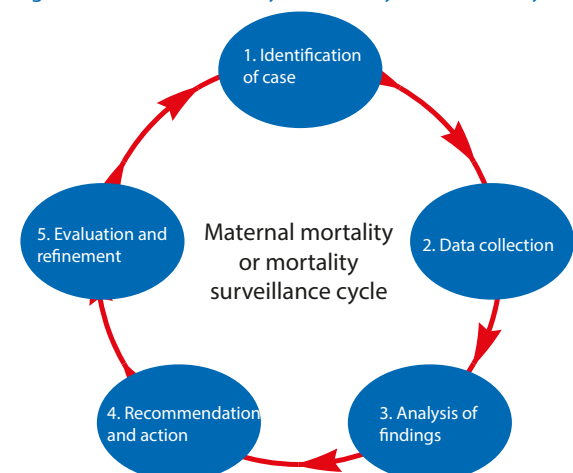 1. Identification
of case
2. Data collection
3. Analysis of
findings
4. Recommendation
and action
5. Evaluation and
refinement
Maternal mortality
or mortality
surveillance cycle